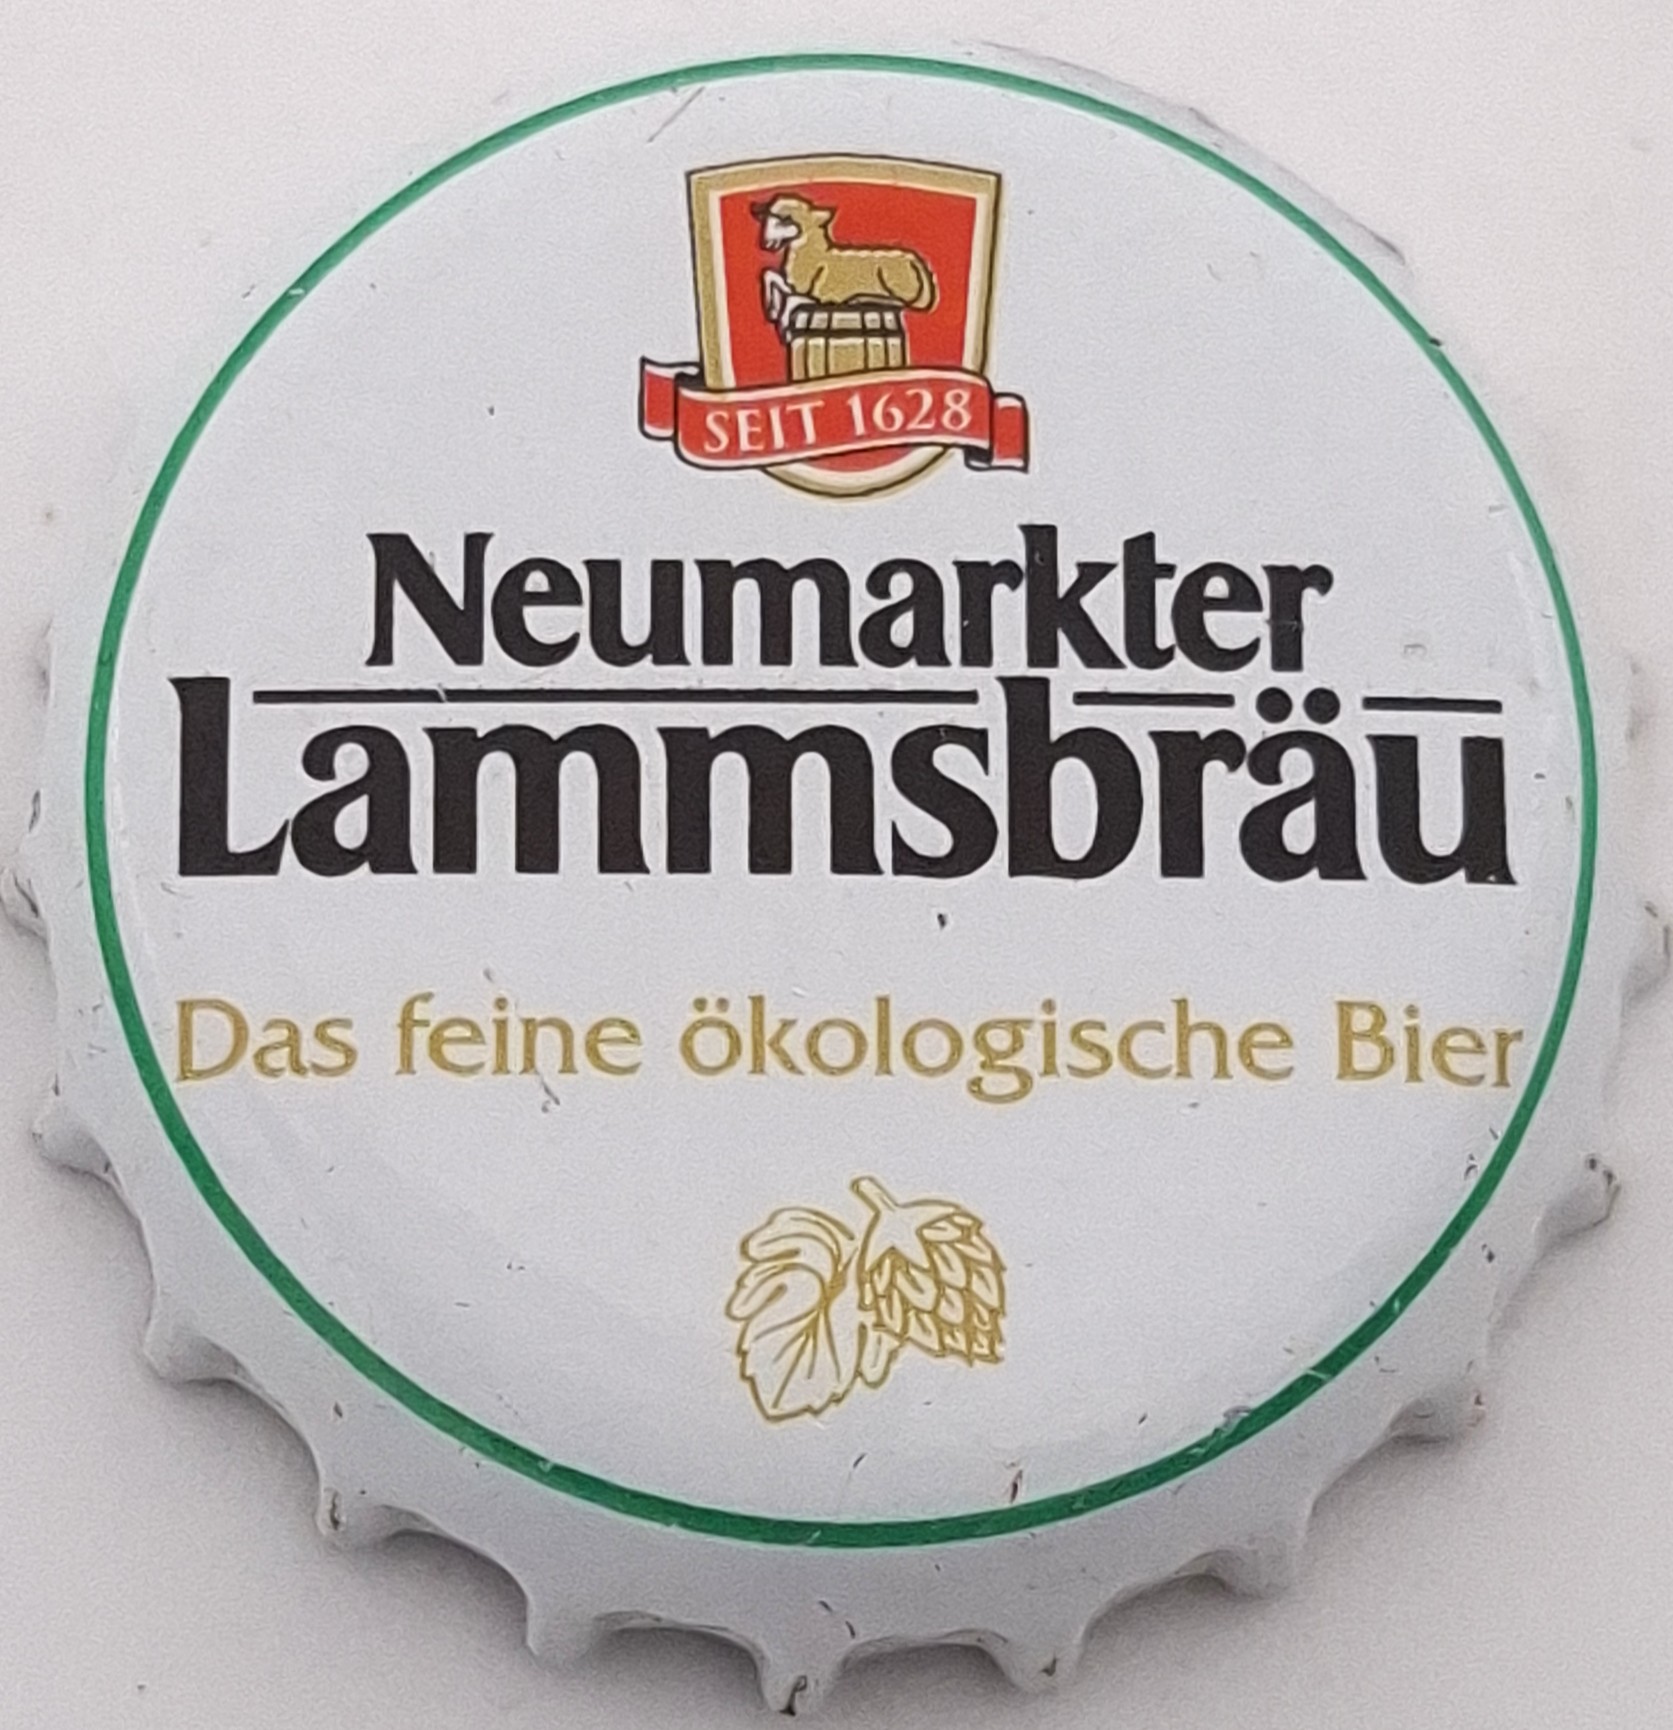 SEIT 1628
Neumarkter
Lammsbräu
Das feine ökologische Bier